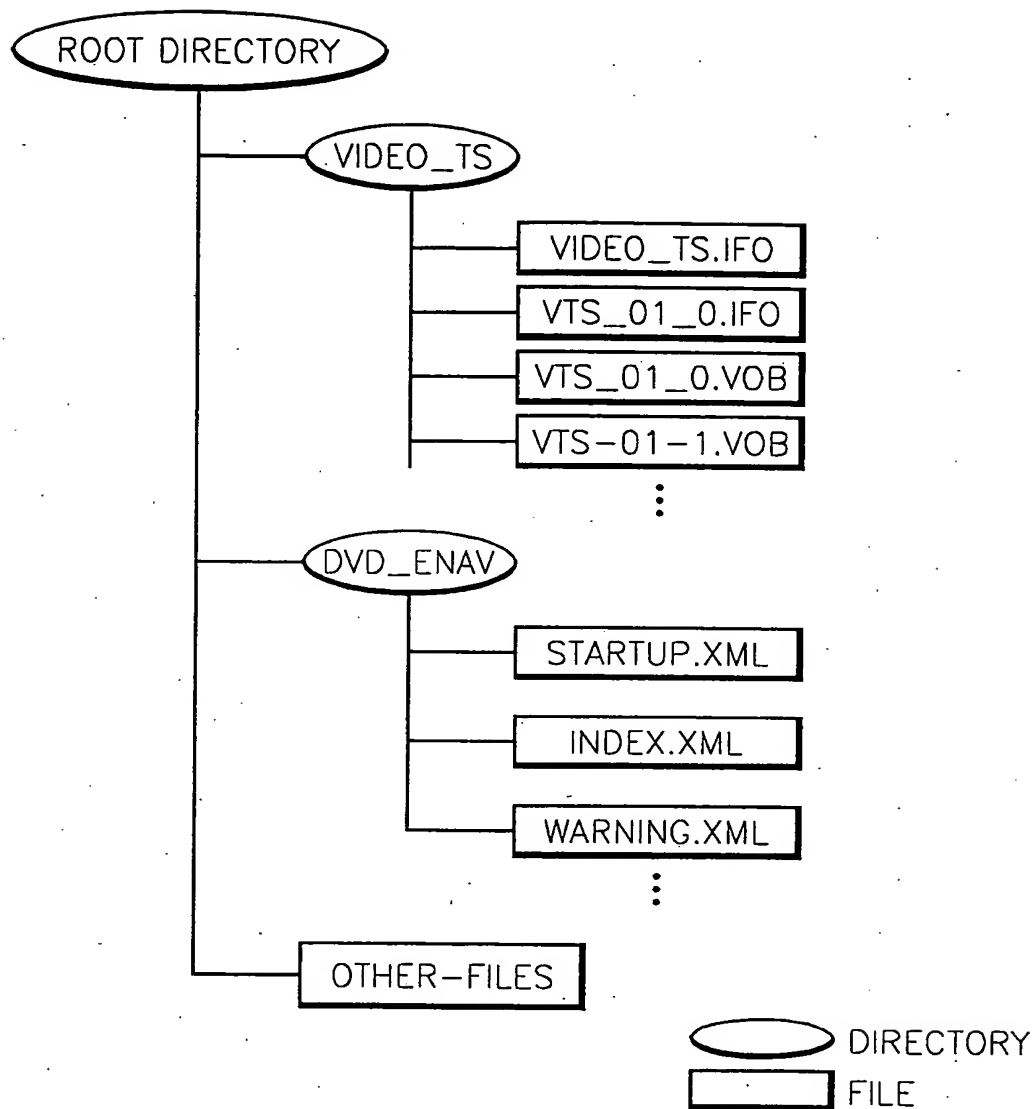 ROOT DIRECTORY
VIDEO_TS
VIDEO_TS.IFO
VTS_01_0.IFO
VTS_01_0.VOB
VTS-01-1.VOB
DVD_ENAV
STARTUP.XML
INDEX.XML
WARNING.XML
OTHER-FILES
DIRECTORY
FILE